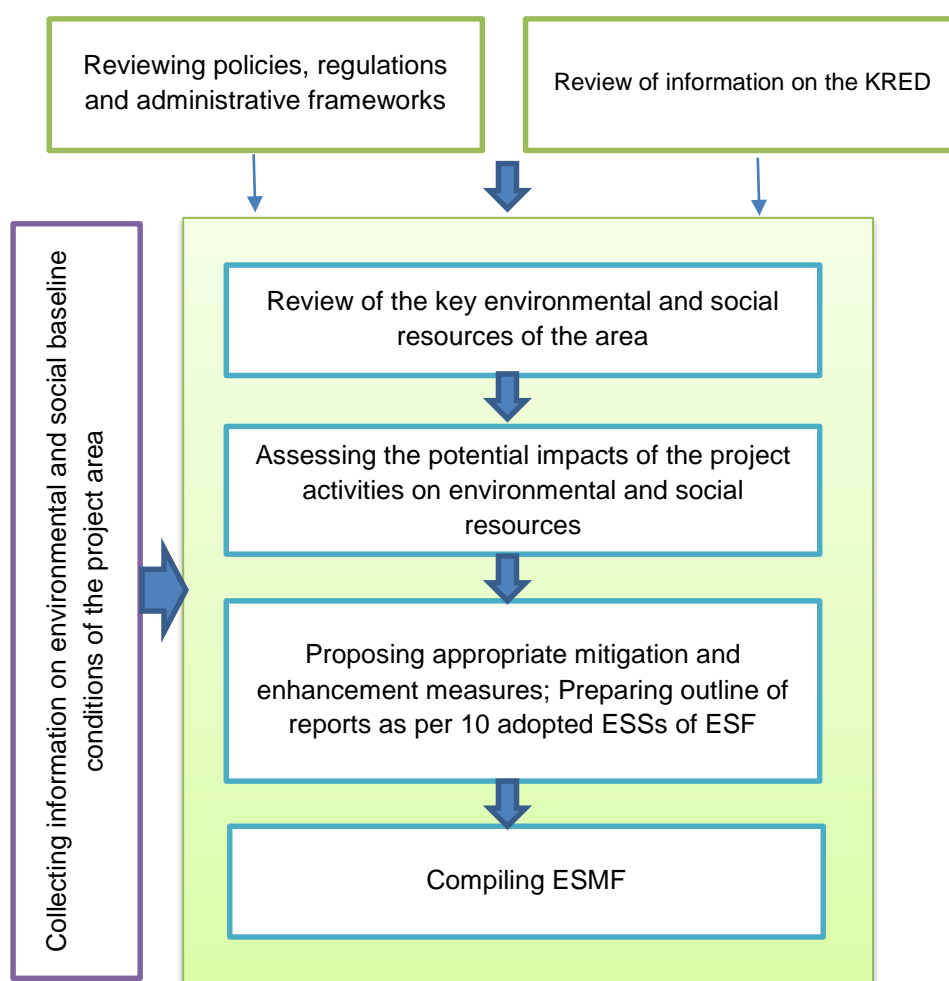 Reviewing policies, regulations
and administrative frameworks
Review of information on the KRED
Collecting information on environmental and social baseline
conditions of the project area
Review of the key environmental and social
resources of the area
Assessing the potential impacts of the project
activities on environmental and social
resources
Proposing appropriate mitigation and
enhancement measures; Preparing outline of
reports as per 10 adopted ESSs of ESF
Compiling ESMF